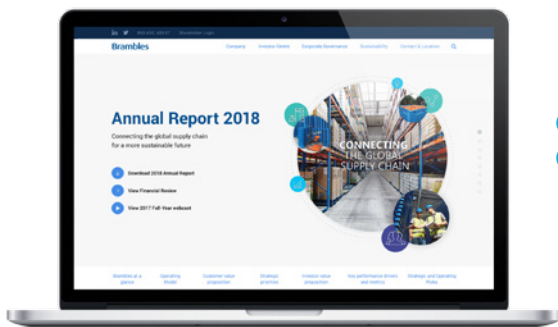 Shareholder Login
Brambles
Company
Investor Centre
Corporate Governance
Sustainability
Contact & Location
Annual Report 2018
Connecting the global supply chain
for a more sustainable future
Download 2018 Annual Report
View Financial Review
View 2017 Full-Year webcast
CONNECTING
THE GLOBAL
SUPPLY CHAIN
Brambles at a
glance
Operating
Model
Customer value
proposition
Strategic
priorities
Investor value
proposition
Key performance drivers
and metrics
Strategic and Operating